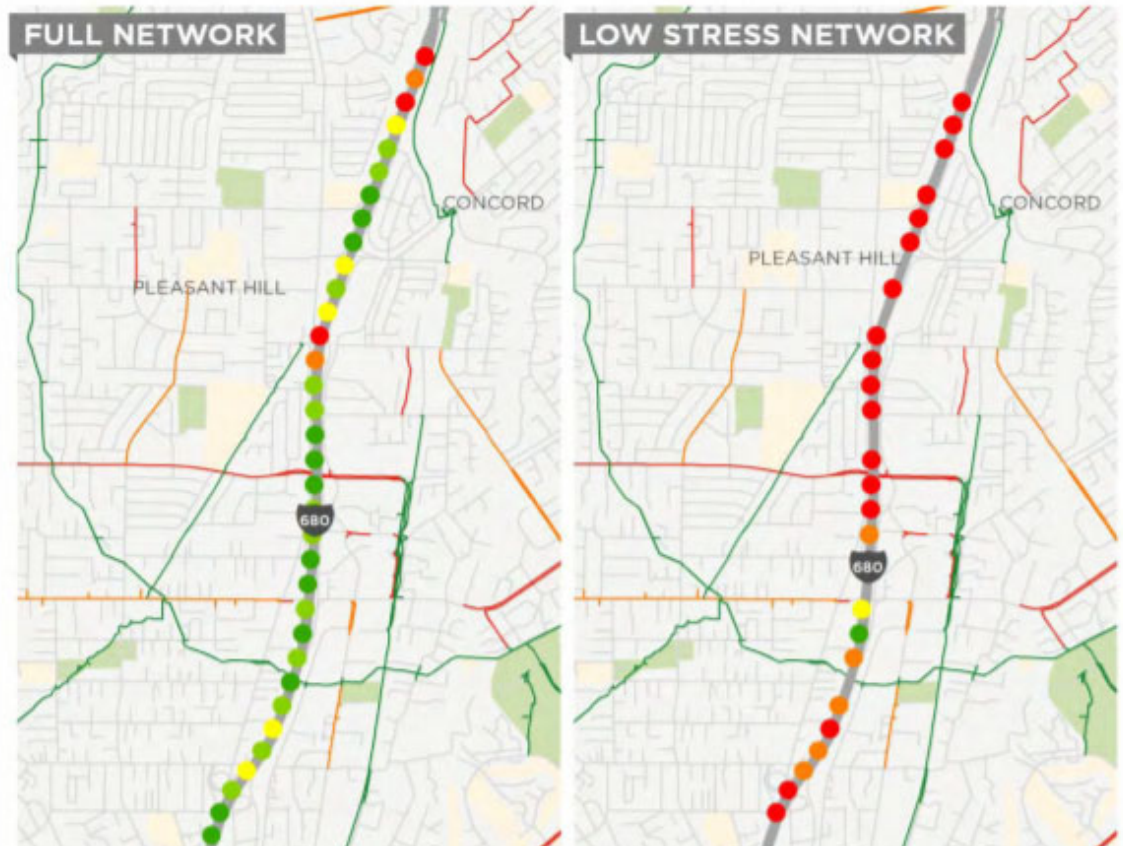 FULL NETWORK
CONCORD
PLEASANT HILL
680
LOW STRESS NETWORK
CONCORD
PLEASANT HILL
680